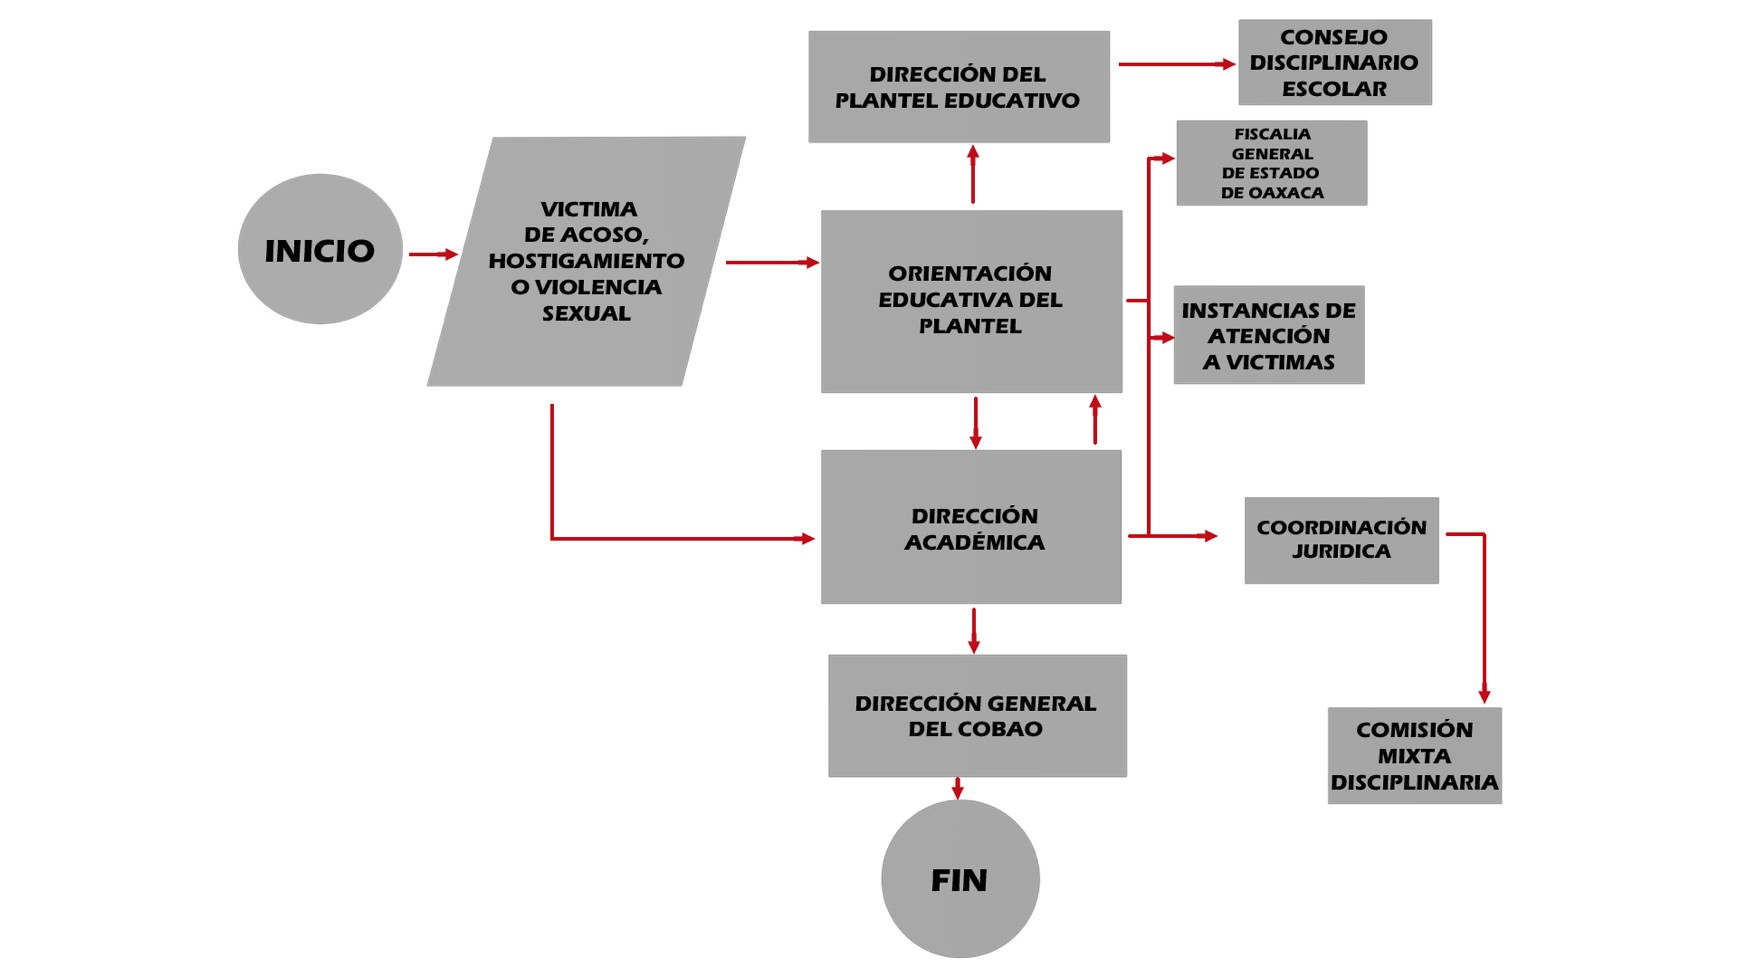 INICIO
VICTIMA
DE ACOSO,
HOSTIGAMIENTO
O VIOLENCIA
SEXUAL
DIRECCIÓN DEL
PLANTEL EDUCATIVO
CONSEJO
DISCIPLINARIO
ESCOLAR
FISCALIA
GENERAL
DE ESTADO
DE OAXACA
ORIENTACIÓN
EDUCATIVA DEL
PLANTEL
INSTANCIAS DE
ATENCIÓN
A VICTIMAS
DIRECCIÓN
ACADÉMICA
COORDINACIÓN
JURIDICA
DIRECCIÓN GENERAL
DEL COBAO
COMISIÓN
MIXTA
DISCIPLINARIA
FIN